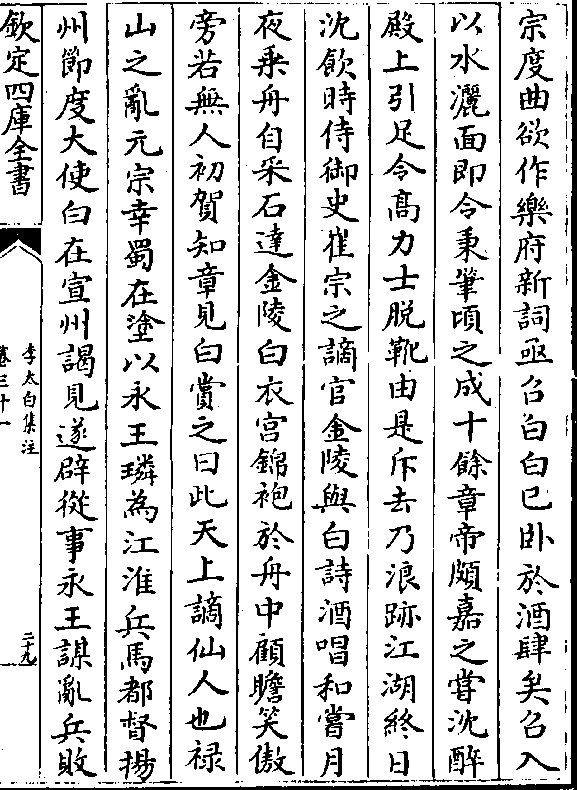 宗度曲欲作樂府新詞亟召白白已卧於酒肆矣召入
以水灑面即令秉筆頃之成十餘章帝頗嘉之嘗沈醉
殿上引足令髙力士脱靴由是斥去乃浪跡江湖終日
沈飲時侍御史崔宗之謫官金陵與白詩酒唱和嘗月
夜乘舟自采石達金陵白衣宫錦袍於舟中顧瞻笑傲
旁若無人初賀知章見白賞之曰此天上謫仙人也禄
山之亂元宗幸蜀在塗以永王璘為江淮兵馬都督揚
州節度大使白在宣州謁見遂辟從事永王謀亂兵敗
欽定四庫全書
李太白集注
卷三十一
二十九